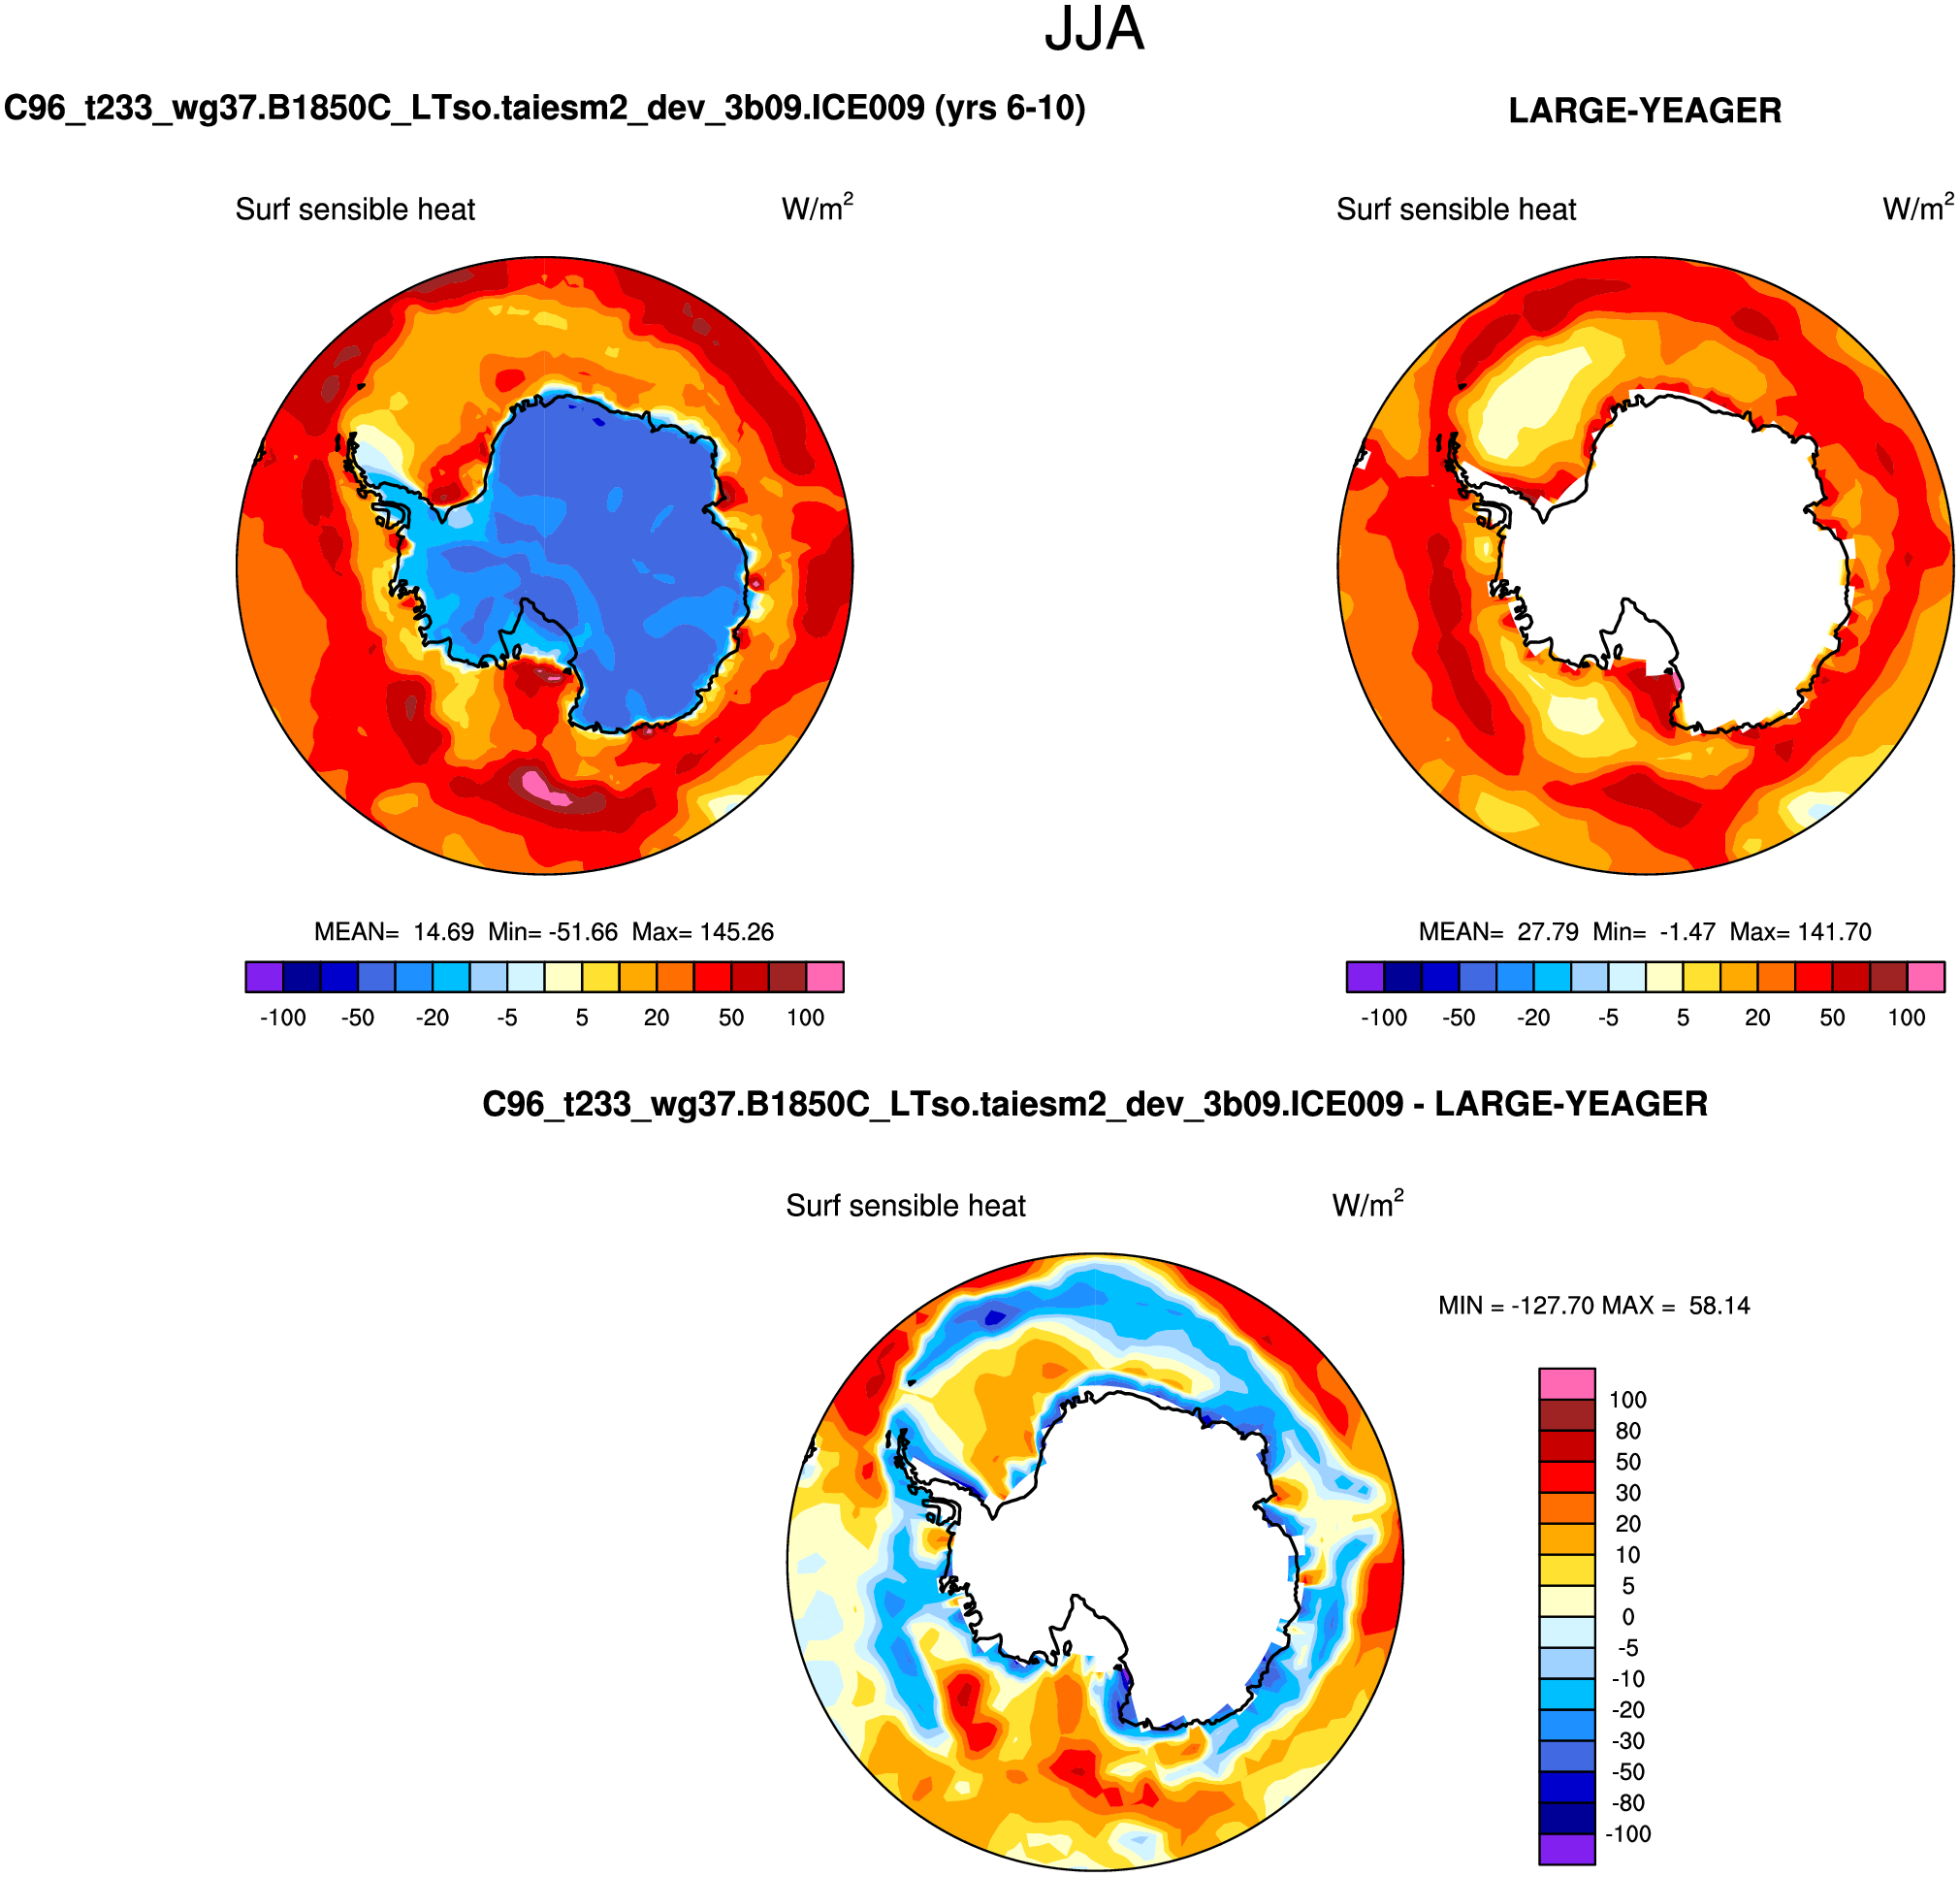 JJA
C96_t233_wg37.B1850C_LTso.taiesm2_dev_3b09.ICE009 (yrs 6-10)
LARGE-YEAGER
Surf sensible heat W/m2
Surf sensible heat W/m2
MEAN= 14.69 Min= -51.66 Max= 145.26
MEAN= 27.79 Min= -1.47 Max= 141.70
-100 -50 -20 -5 5 20 50 100
-100 -50 -20 -5 5 20 50 100
C96_t233_wg37.B1850C_LTso.taiesm2_dev_3b09.ICE009 - LARGE-YEAGER
Surf sensible heat W/m2
MIN = -127.70 MAX = 58.14
100
80
50
30
20
10
5
0
-5
-10
-20
-30
-50
-80
-100